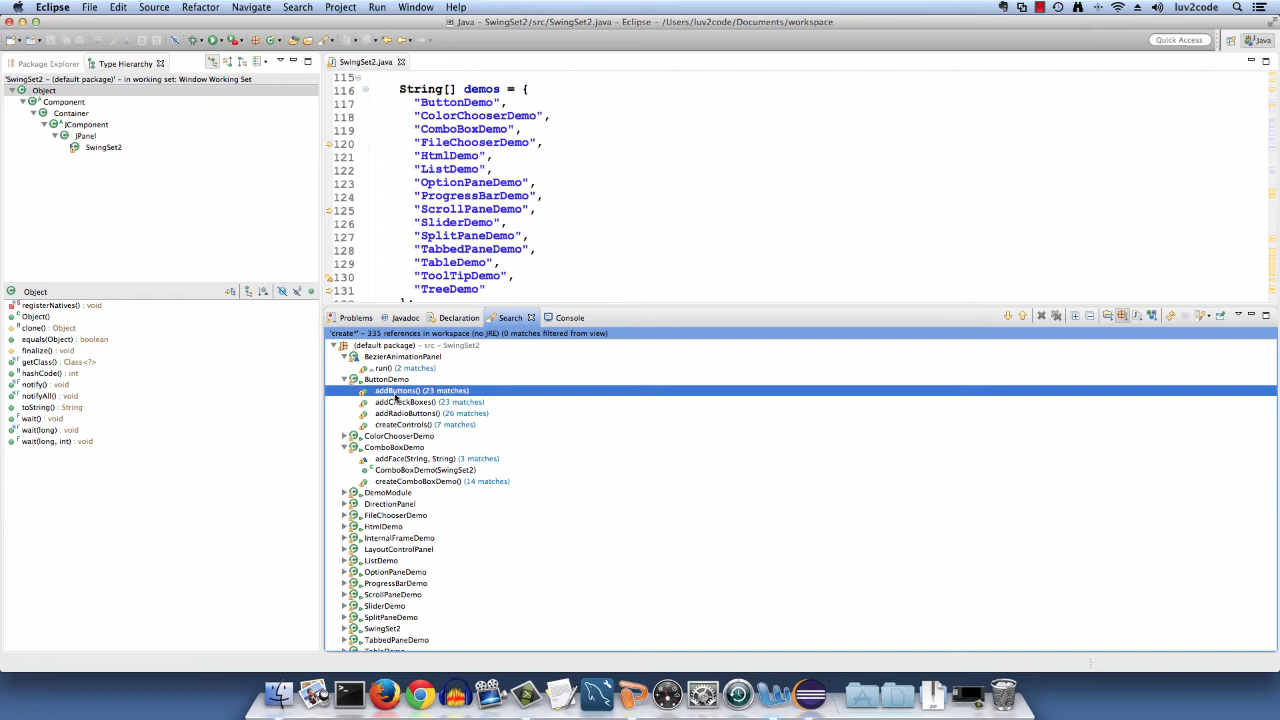 Eclipse File Edit Source Refactor Navigate Search Project Run Window Help luv2code
Java – SwingSet2/src/SwingSet2.java – Eclipse – /Users/luv2code/Documents/workspace
Quick Access Java
Package Explorer Type Hierarchy
'SwingSet2 – (default package)' – in working set: Window Working Set
Object
Component
Container
JComponent
JPanel
SwingSet2
Object
registerNatives() : void
Object()
clone() : Object
equals(Object) : boolean
finalize() : void
getClass() : Class<?>
hashCode() : int
notify() : void
notifyAll() : void
toString() : String
wait() : void
wait(long) : void
wait(long, int) : void
SwingSet2.java
115
116 String[] demos = {
117 "ButtonDemo",
118 "ColorChooserDemo",
119 "ComboBoxDemo",
120 "FileChooserDemo",
121 "HtmlDemo",
122 "ListDemo",
123 "OptionPaneDemo",
124 "ProgressBarDemo",
125 "ScrollPaneDemo",
126 "SliderDemo",
127 "SplitPaneDemo",
128 "TabbedPaneDemo",
129 "TableDemo",
130 "ToolTipDemo",
131 "TreeDemo"
};
Problems Javadoc Declaration Search Console
'create*' – 335 references in workspace (no JRE) (0 matches filtered from view)
(default package) – src – SwingSet2
BezierAnimationPanel
run() (2 matches)
ButtonDemo
addButtons() (23 matches)
addCheckBoxes() (23 matches)
addRadioButtons() (26 matches)
createControls() (7 matches)
ColorChooserDemo
ComboBoxDemo
addFace(String, String) (3 matches)
ComboBoxDemo(SwingSet2)
createComboBoxDemo() (14 matches)
DemoModule
DirectionPanel
FileChooserDemo
HtmlDemo
InternalFrameDemo
LayoutControlPanel
ListDemo
OptionPaneDemo
ProgressBarDemo
ScrollPaneDemo
SliderDemo
SplitPaneDemo
SwingSet2
TabbedPaneDemo
TableDemo